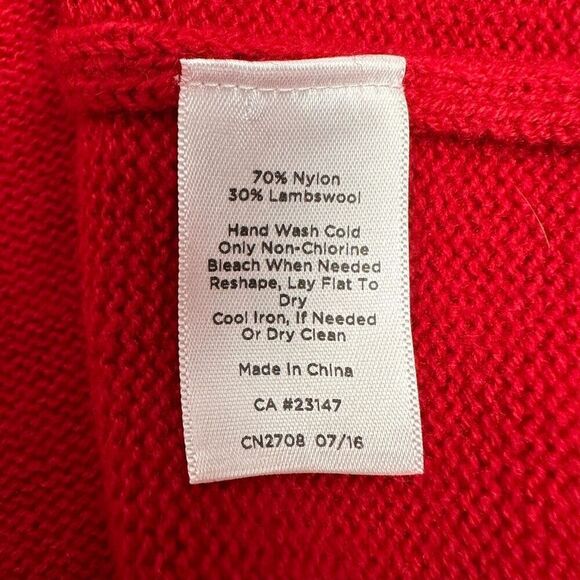 70% Nylon
30% Lambswool
Hand Wash Cold
Only Non-Chlorine
Bleach When Needed
Reshape, Lay Flat To
Dry
Cool Iron, If Needed
Or Dry Clean
Made In China
CA #23147
CN2708 07/16